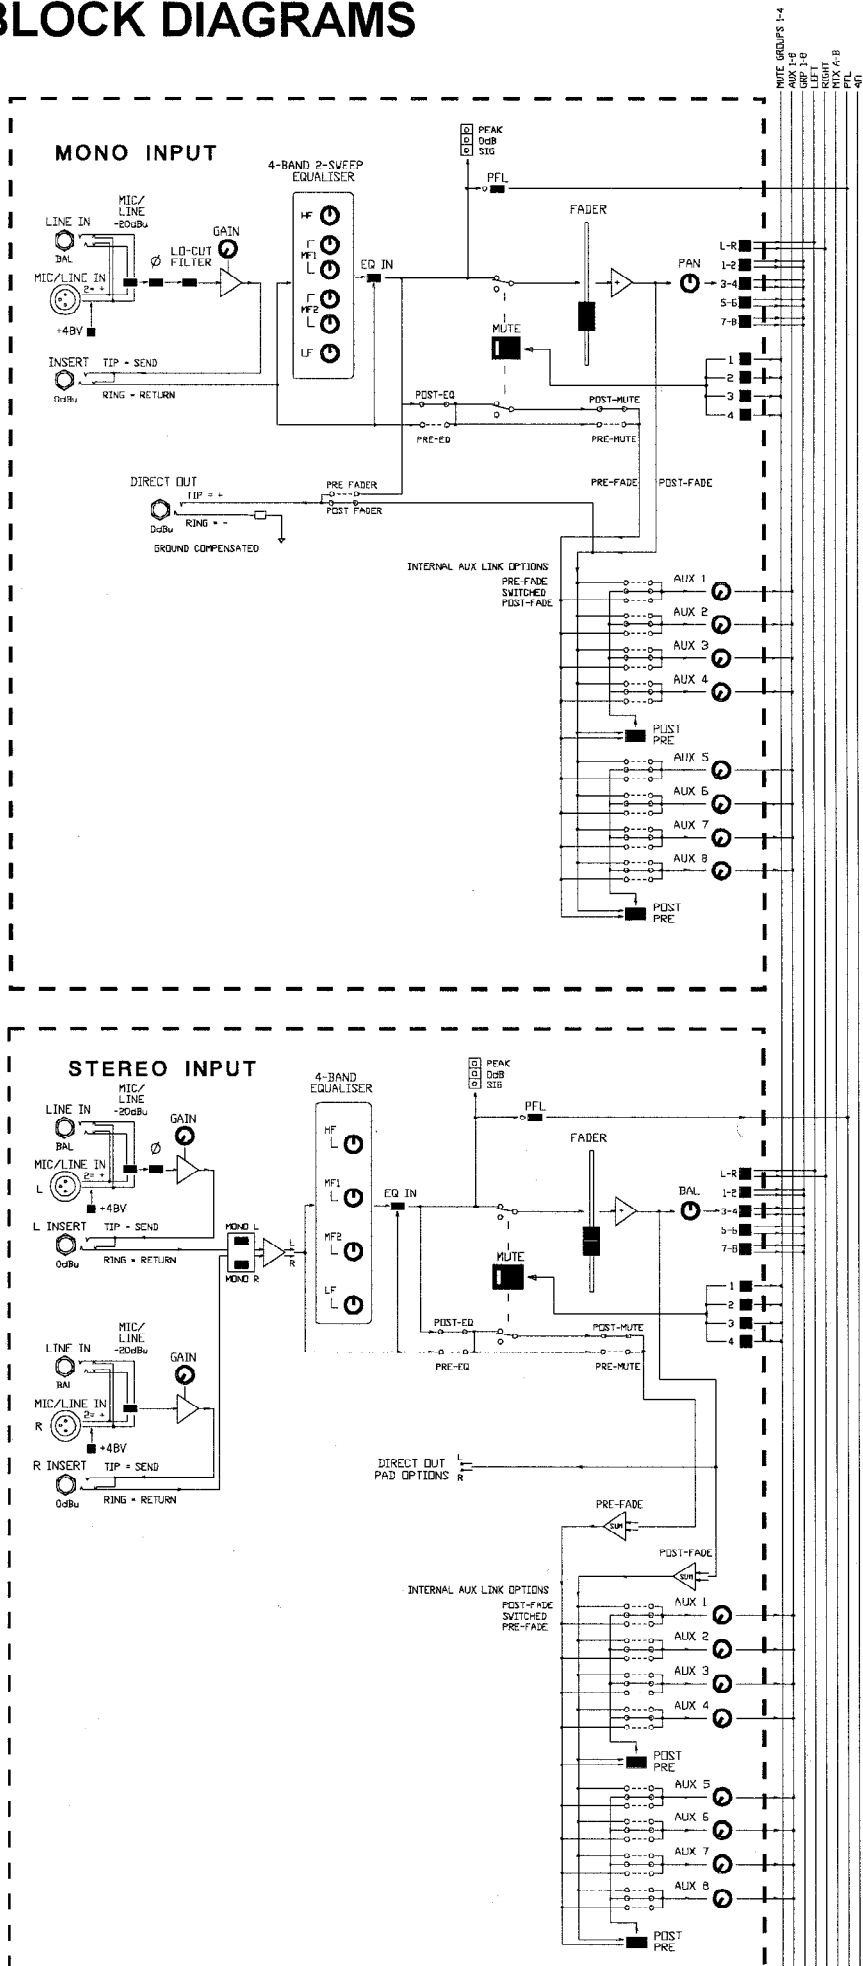 BLOCK DIAGRAMS
MUTE GROUPS 1-4
AUX 1-8
GRP 1-8
LEFT
RIGHT
MTX A-B
PFL
MONO INPUT
PEAK
0dB
SIG
4-BAND 2-SWEEP
EQUALISER
PFL
FADER
MIC/
LINE
-20dBu
LINE IN
BAL
GAIN
Ø
LO-CUT
FILTER
HF
MF1
MF2
LF
EQ IN
MIC/LINE IN
2= +
+48V
PAN
L-R
1-2
3-4
5-6
7-8
MUTE
INSERT
TIP = SEND
0dBu
RING = RETURN
1
2
3
4
POST-EQ
POST-MUTE
PRE-EQ
PRE-MUTE
DIRECT OUT
TIP = +
PRE FADER
POST FADER
PRE-FADE
POST-FADE
0dBu
RING = -
GROUND COMPENSATED
INTERNAL AUX LINK OPTIONS
PRE-FADE
SWITCHED
POST-FADE
AUX 1
AUX 2
AUX 3
AUX 4
POST
PRE
AUX 5
AUX 6
AUX 7
AUX 8
POST
PRE
STEREO INPUT
PEAK
0dB
SIG
4-BAND
EQUALISER
PFL
FADER
MIC/
LINE
-20dBu
LINE IN
BAL
GAIN
Ø
HF
MF1
MF2
LF
EQ IN
MIC/LINE IN
2= +
L
+48V
BAL
L-R
1-2
3-4
5-6
7-8
L INSERT
TIP = SEND
0dBu
RING = RETURN
MONO L
MONO R
L
R
MUTE
1
2
3
4
POST-EQ
POST-MUTE
PRE-EQ
PRE-MUTE
MIC/
LINE
-20dBu
LINE IN
BAL
GAIN
MIC/LINE IN
2= +
R
+48V
R INSERT
TIP = SEND
0dBu
RING = RETURN
DIRECT OUT L
PAD OPTIONS R
PRE-FADE
SUM
POST-FADE
SUM
INTERNAL AUX LINK OPTIONS
POST-FADE
SWITCHED
PRE-FADE
AUX 1
AUX 2
AUX 3
AUX 4
POST
PRE
AUX 5
AUX 6
AUX 7
AUX 8
POST
PRE